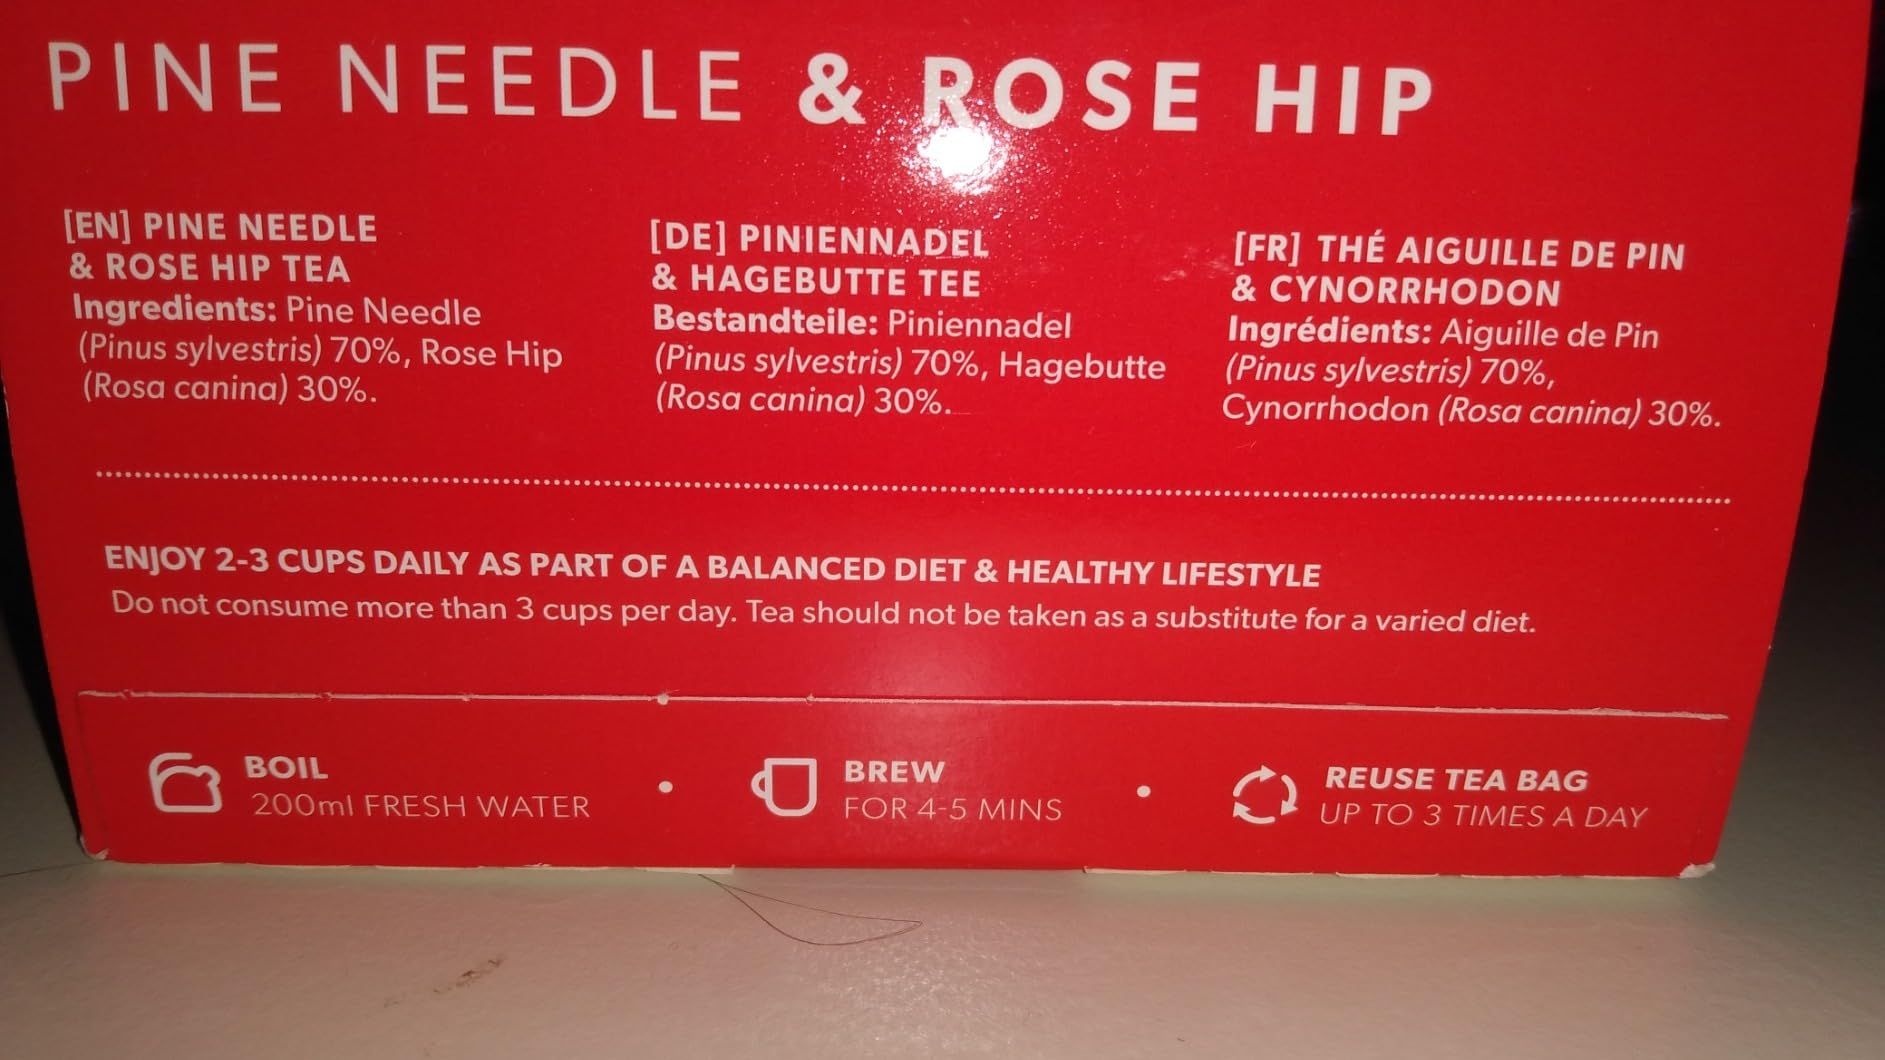 PINE NEEDLE & ROSE HIP
[EN] PINE NEEDLE
& ROSE HIP TEA
Ingredients: Pine Needle
(Pinus sylvestris) 70%, Rose Hip
(Rosa canina) 30%.
[DE] PINIENNADEL
& HAGEBUTTE TEE
Bestandteile: Piniennadel
(Pinus sylvestris) 70%, Hagebutte
(Rosa canina) 30%.
[FR] THÉ AIGUILLE DE PIN
& CYNORRHODON
Ingrédients: Aiguille de Pin
(Pinus sylvestris) 70%,
Cynorrhodon (Rosa canina) 30%.
ENJOY 2-3 CUPS DAILY AS PART OF A BALANCED DIET & HEALTHY LIFESTYLE
Do not consume more than 3 cups per day. Tea should not be taken as a substitute for a varied diet.
BOIL
200ml FRESH WATER
BREW
FOR 4-5 MINS
REUSE TEA BAG
UP TO 3 TIMES A DAY